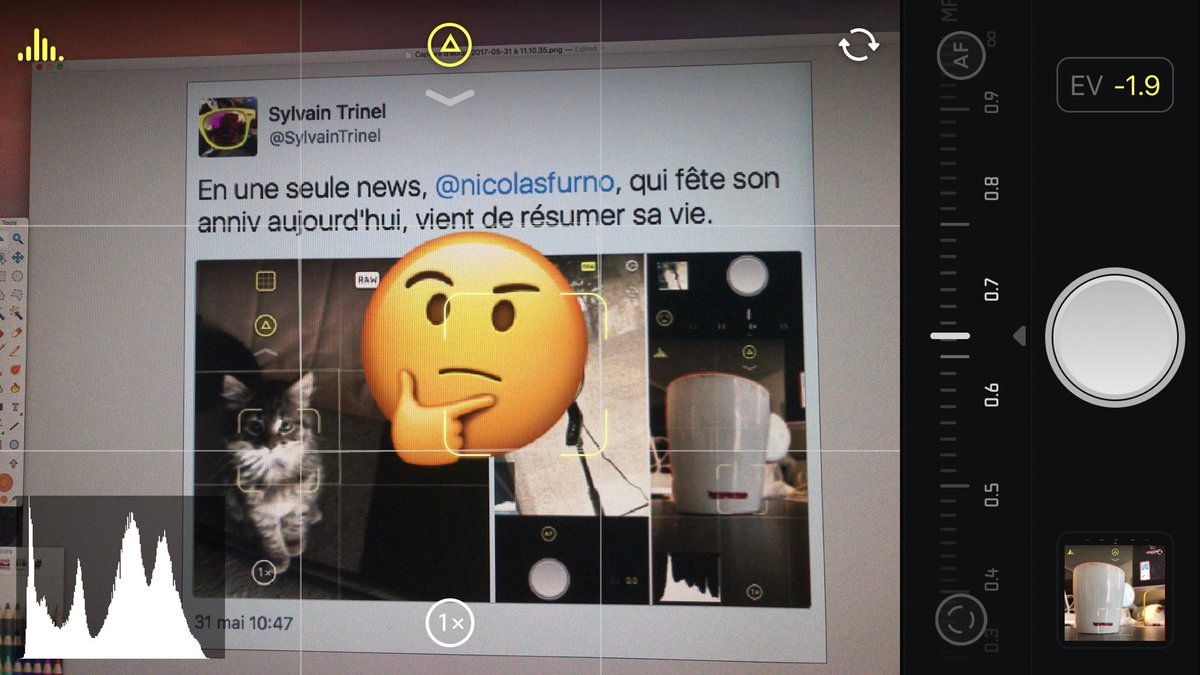 2017-05-31 à 11.10.35.png — Edited
Sylvain Trinel
@SylvainTrinel
En une seule news, @nicolasfurno, qui fête son
anniv aujourd'hui, vient de résumer sa vie.
RAW
1×
AF
31 mai 10:47
1×
Tools
MF
AF
∞
0.9
0.8
0.7
0.6
0.5
0.4
0.3
EV -1.9